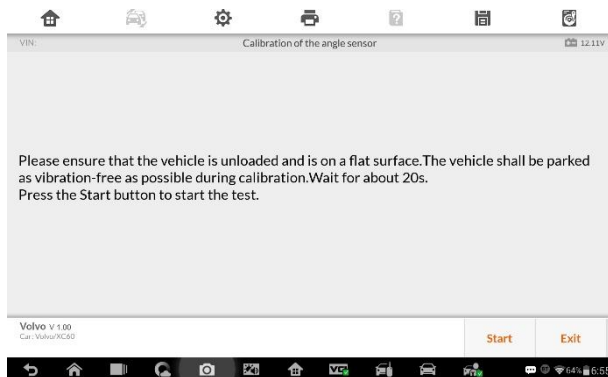 VIN:
Calibration of the angle sensor
12.11V
Please ensure that the vehicle is unloaded and is on a flat surface.The vehicle shall be parked
as vibration-free as possible during calibration.Wait for about 20s.
Press the Start button to start the test.
Volvo V 1.00
Car: Volvo/XC60
Start
Exit
64%
6:55